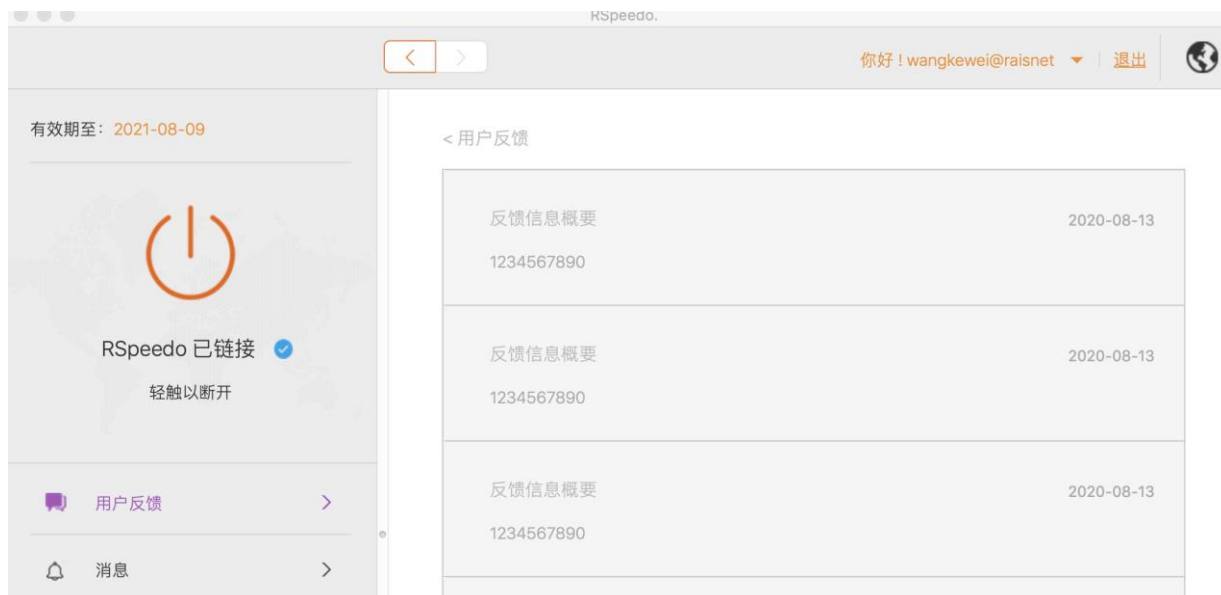 RSpeedo.
你好！wangkewei@raisnet
退出
有效期至：2021-08-09
RSpeedo 已链接
轻触以断开
用户反馈
消息
< 用户反馈
反馈信息概要
2020-08-13
1234567890
反馈信息概要
2020-08-13
1234567890
反馈信息概要
2020-08-13
1234567890